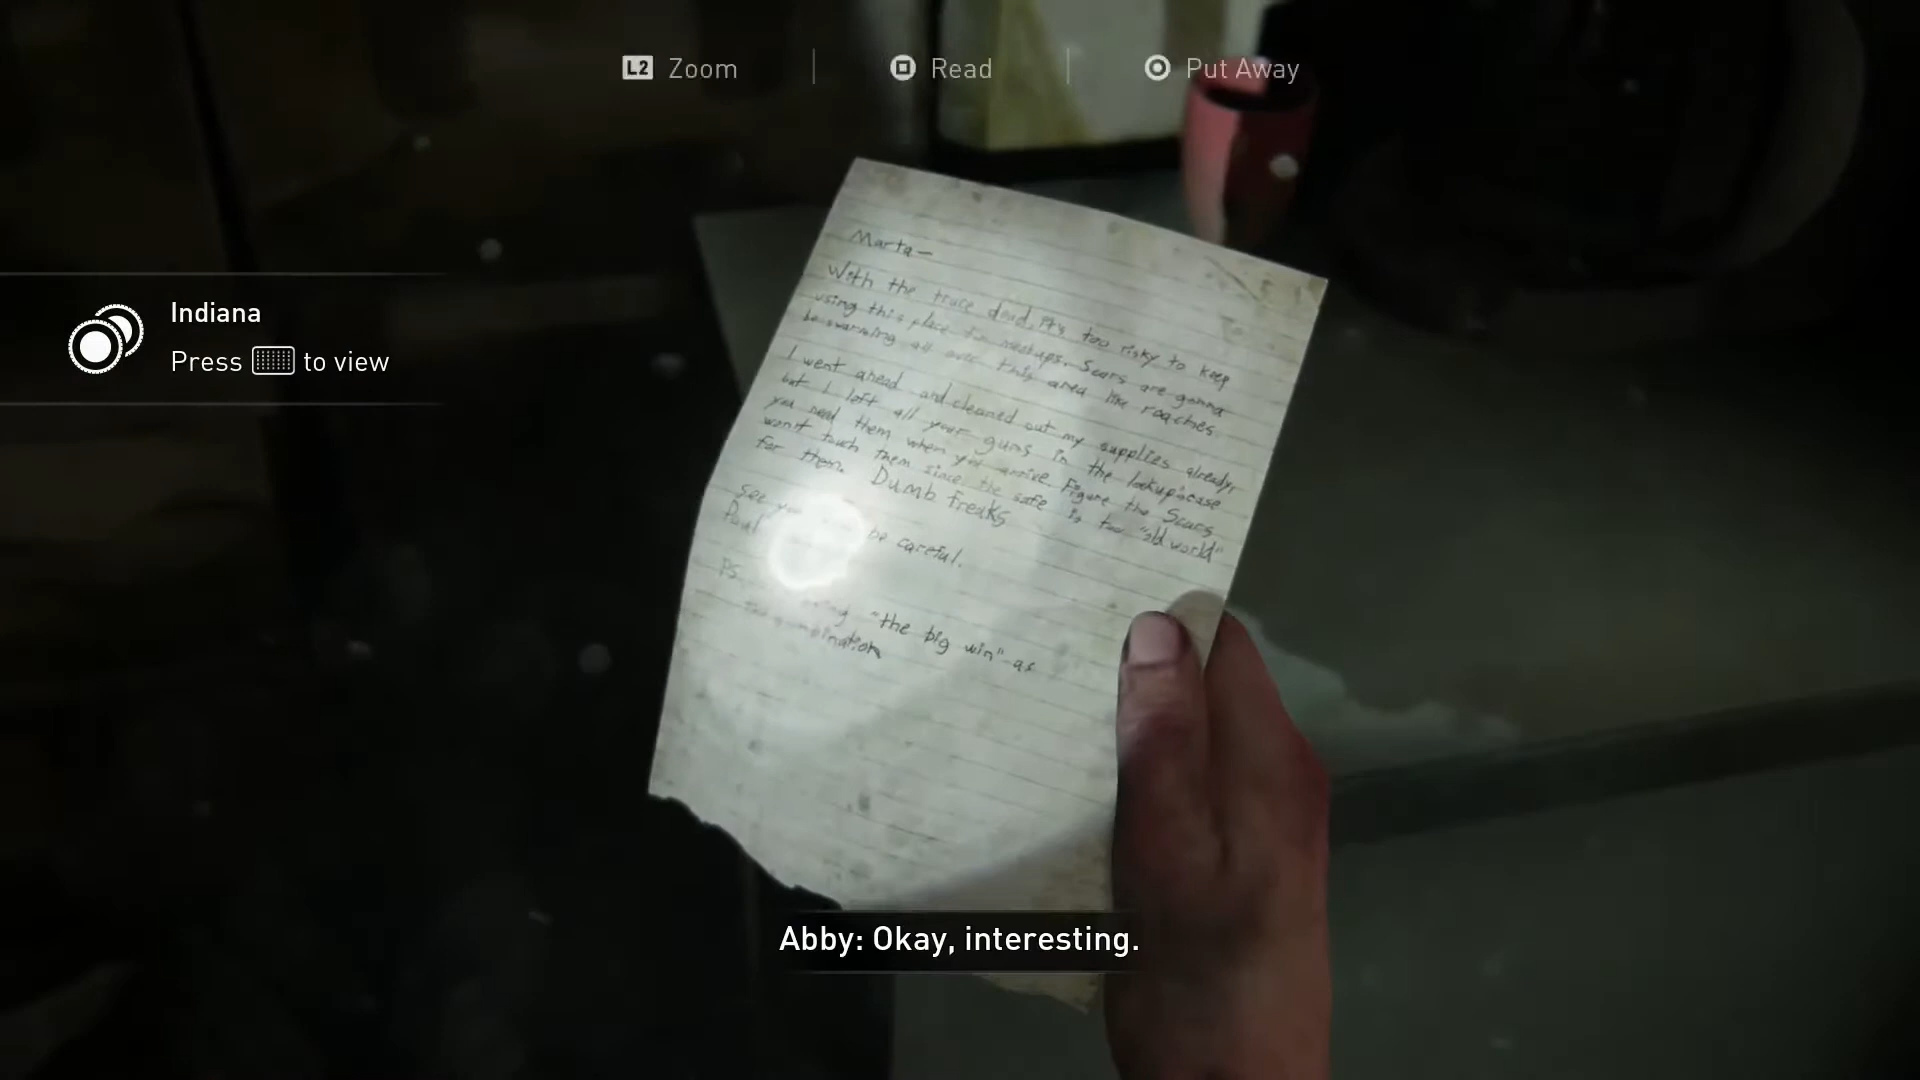 L2 Zoom
Read
Put Away
Indiana
Press to view
Marta—
With the truce dead, it's too risky to keep
using this place for meetups. Scars are gonna
be swarming all over this area like roaches.
I went ahead and cleaned out my supplies already,
but I left all your guns in the lockup in case
you need them when you arrive. Figure the Scars
won't touch them since the safe is too "old world"
for them. Dumb freaks
See you be careful.
Paul
PS. "the big win" as
Abby: Okay, interesting.